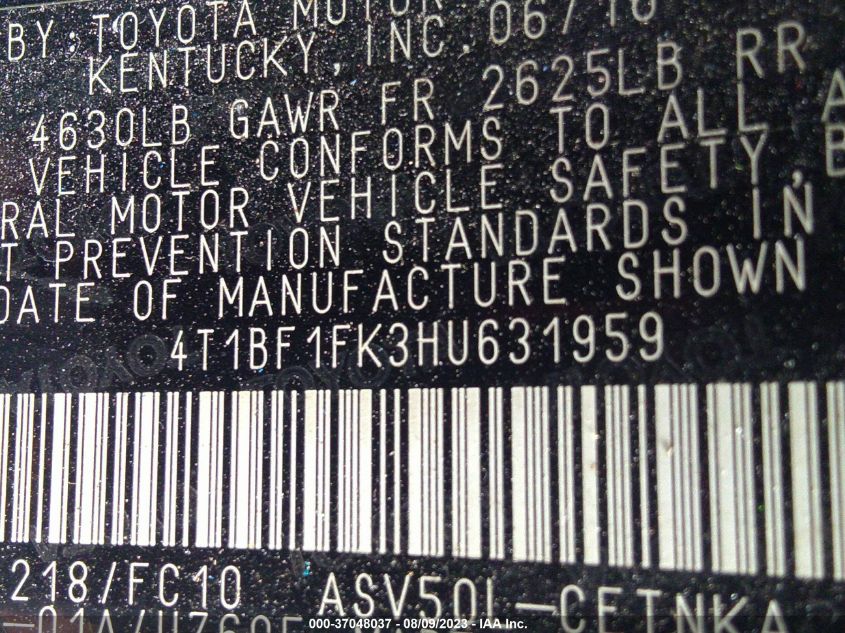 BY: TOYOTA MOTOR
KENTUCKY, INC. 06/16
4630LB GAWR FR 2625LB RR
VEHICLE CONFORMS TO ALL A
RAL MOTOR VEHICLE SAFETY, B
T PREVENTION STANDARDS IN
DATE OF MANUFACTURE SHOWN
4T1BF1FK3HU631959
218/FC10 ASV50L-CETNKA
000-37048037 - 08/09/2023 - IAA Inc.